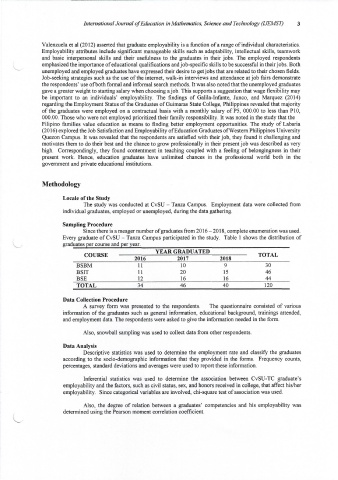 International Journal of Education in Mathematics, Science and Technology (IJEMST) 3
Valenzuela et al (2012) asserted that graduate employability is a function of a range of individual characteristics.
Employability attributes include significant manageable skills such as adaptability, intellectual skills, teamwork
and basic interpersonal skills and their usefulness to the graduates in their jobs. The employed respondents
emphasized the importance of educational qualifications and job-specific skills to be successful in their jobs. Both
unemployed and employed graduates have expressed their desire to get jobs that are related to their chosen fields.
Job-seeking strategies such as the use of the internet, walk-in interviews and attendance at job fairs demonstrate
the respondents' use of both formal and informal search methods. It was also noted that the unemployed graduates
gave a greater weight to starting salary when choosing a job. This supports a suggestion that wage flexibility may
be important to an individuals' employability. The findings of Galila-Infante, Junco, and Marquez (2014)
regarding the Employment Status of the Graduates of Guimaras State College, Philippines revealed that majority
of the graduates were employed on a contractual basis with a monthly salary of P5, 000.00 to less than P10,
000.00. Those who were not employed prioritized their family responsibility. It was noted in the study that the
Filipino families value education as means to finding better employment opportunities. The study of Labaria
(2016) explored the Job Satisfaction and Employability of Education Graduates of Western Philippines University
Quezon Campus. It was revealed that the respondents are satisfied with their job, they found it challenging and
motivates them to do their best and the chance to grow professionally in their present job was described as very
high. Correspondingly, they found contentment in teaching coupled with a feeling of belongingness in their
present work. Hence, education graduates have unlimited chances in the professional world both in the
government and private educational institutions.
Methodology
Locale of the Study
The study was conducted at CvSU – Tanza Campus. Employment data were collected from
individual graduates, employed or unemployed, during the data gathering.
Sampling Procedure
Since there is a meager number of graduates from 2016 – 2018, complete enumeration was used.
Every graduate of CvSU – Tanza Campus participated in the study. Table 1 shows the distribution of
graduates per course and per year.
COURSE YEAR GRADUATED TOTAL
2016 2017 2018
BSBM 11 10 9 30
BSIT 11 20 15 46
BSE 12 16 16 44
TOTAL 34 46 40 120
Data Collection Procedure
A survey form was presented to the respondents. The questionnaire consisted of various
information of the graduates such as general information, educational background, trainings attended,
and employment data. The respondents were asked to give the information needed in the form.
Also, snowball sampling was used to collect data from other respondents.
Data Analysis
Descriptive statistics was used to determine the employment rate and classify the graduates
according to the socio-demographic information that they provided in the forms. Frequency counts,
percentages, standard deviations and averages were used to report these information.
Inferential statistics was used to determine the association between CvSU-TC graduate's
employability and the factors, such as civil status, sex, and honors received in college, that affect his/her
employability. Since categorical variables are involved, chi-square test of association was used.
Also, the degree of relation between a graduates' competencies and his employability was
determined using the Pearson moment correlation coefficient.